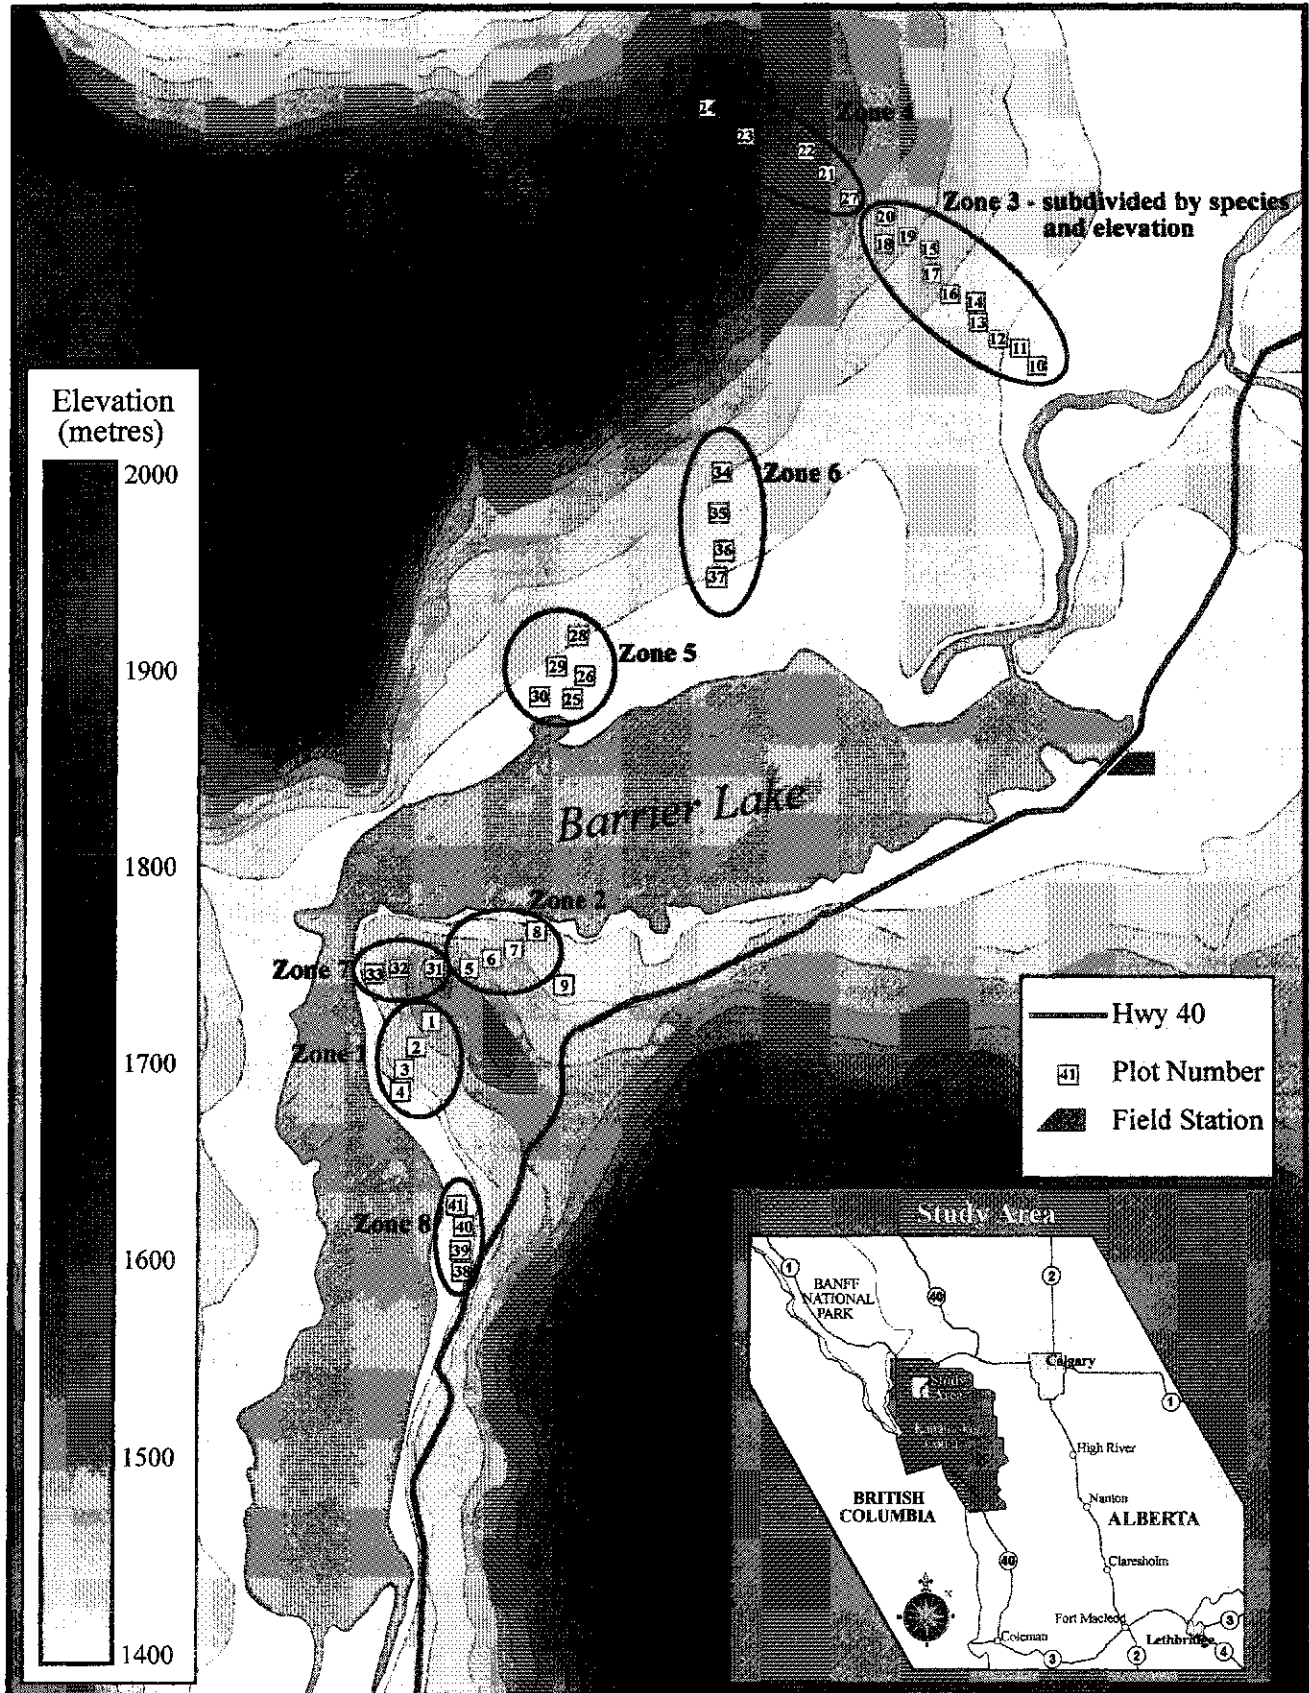 24
Zone 4
23
22
21
27
Zone 3 - subdivided by species
and elevation
20
19
18
15
17
16
14
13
12
11
10
Elevation
(metres)
2000
1900
1800
1700
1600
1500
1400
34
Zone 6
35
36
37
28
Zone 5
29
26
30
25
Barrier Lake
Zone 2
8
7
6
5
9
Zone 7
33
32
31
1
Zone 1
2
3
4
41
Zone 8
40
39
38
Hwy 40
41 Plot Number
Field Station
Study Area
1
BANFF
NATIONAL
PARK
40
2
Calgary
1
Study
Area
High River
BRITISH
COLUMBIA
Nanton
ALBERTA
40
Claresholm
Fort Macleod
Coleman
Lethbridge
3
3
2
4